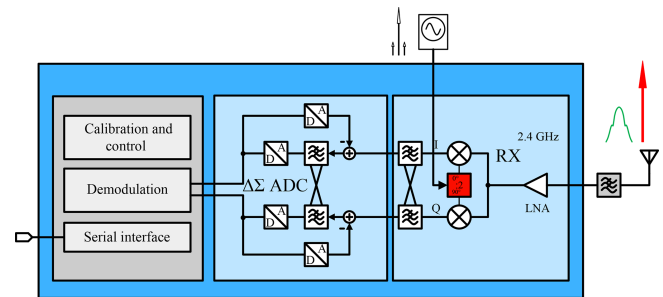 Calibration and control
Demodulation
Serial interface
A
D
A
D
ΔΣ ADC
A
D
A
D
I
Q
2.4 GHz
RX
LNA